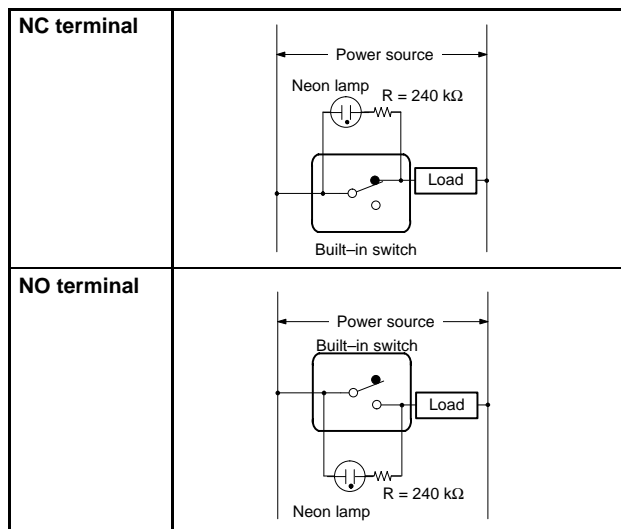 NC terminal
Power source
Neon lamp
R = 240 kΩ
Load
Built–in switch
NO terminal
Power source
Built–in switch
Load
R = 240 kΩ
Neon lamp